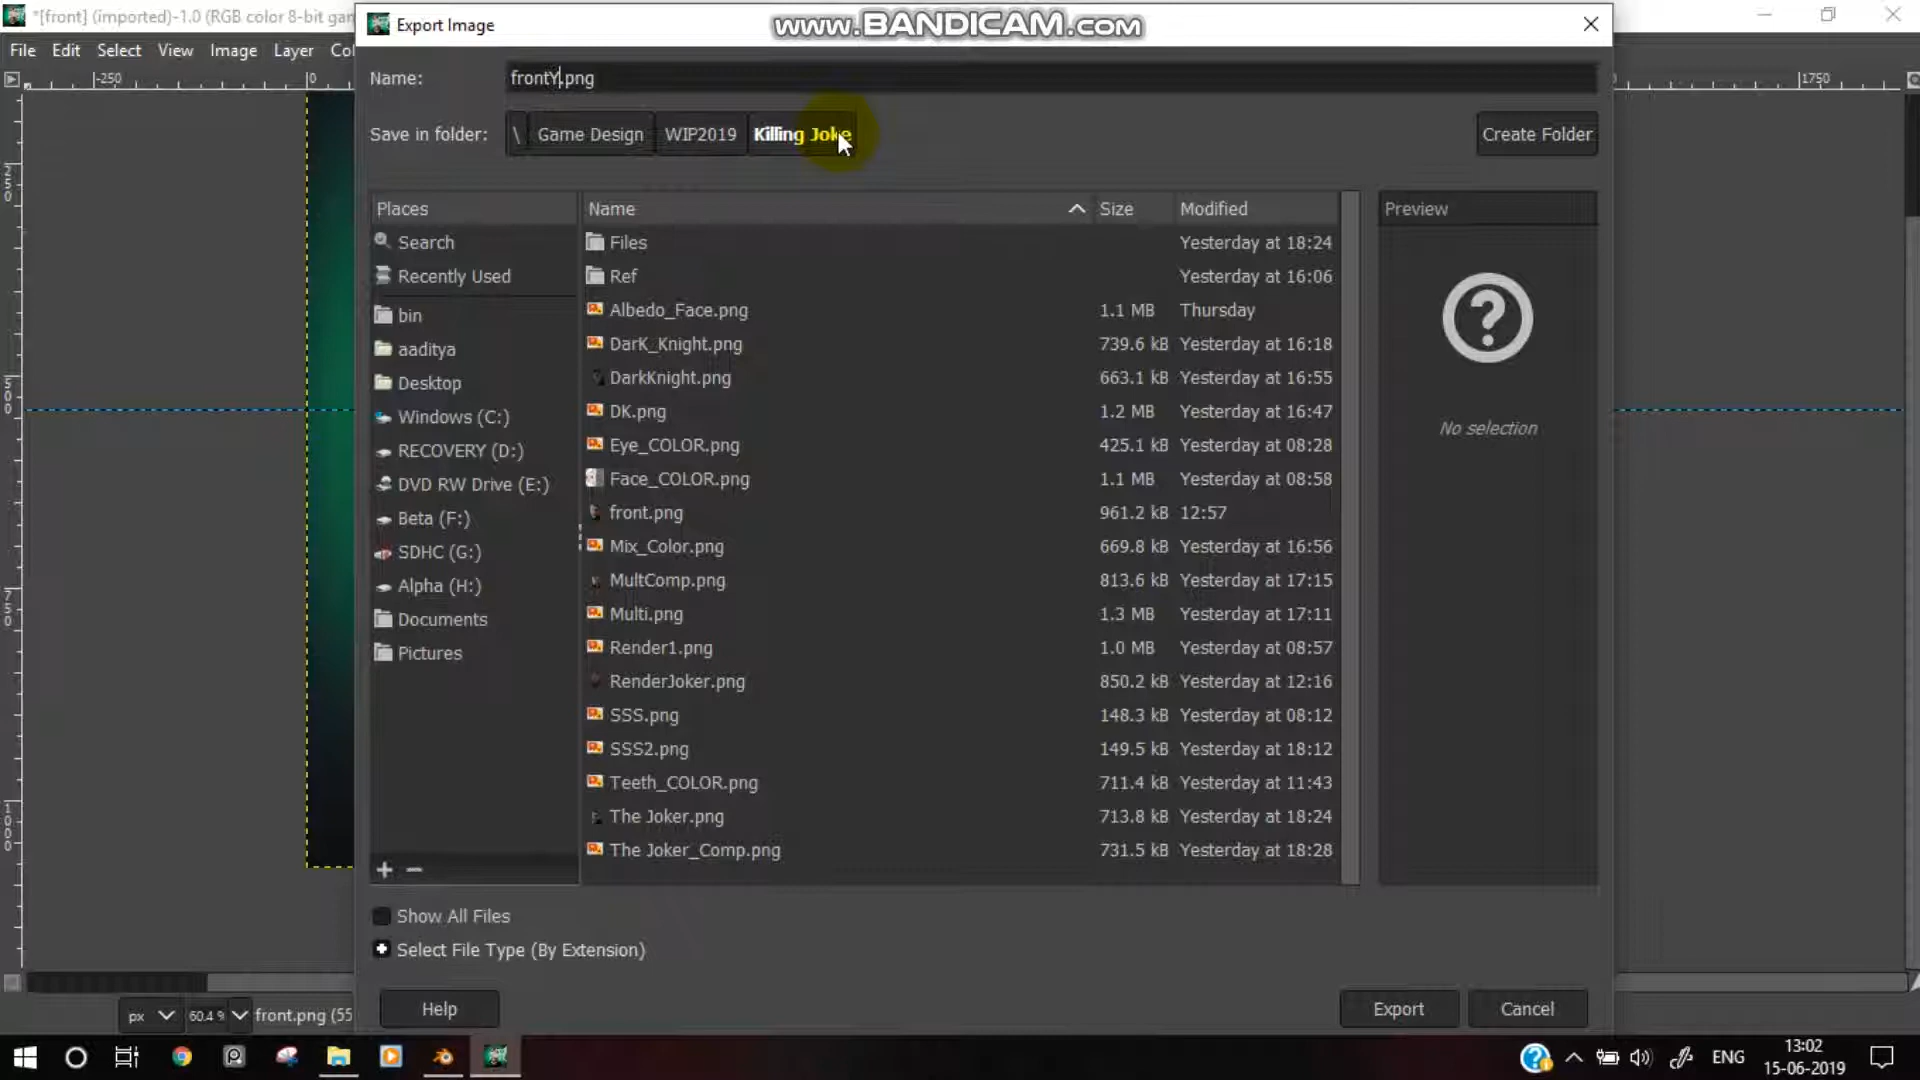 *[front] (imported)-1.0 (RGB color 8-bit gam
Export Image
www.BANDICAM.com
File Edit Select View Image Layer Co
Name: frontY.png
-250 0 1750
Save in folder: \ Game Design WIP2019 Killing Joke Create Folder
Places Name Size Modified Preview
Search Files Yesterday at 18:24
Recently Used Ref Yesterday at 16:06
bin Albedo_Face.png 1.1 MB Thursday
aaditya DarK_Knight.png 739.6 kB Yesterday at 16:18
Desktop DarkKnight.png 663.1 kB Yesterday at 16:55
Windows (C:) DK.png 1.2 MB Yesterday at 16:47
No selection
RECOVERY (D:) Eye_COLOR.png 425.1 kB Yesterday at 08:28
DVD RW Drive (E:) Face_COLOR.png 1.1 MB Yesterday at 08:58
Beta (F:) front.png 961.2 kB 12:57
SDHC (G:) Mix_Color.png 669.8 kB Yesterday at 16:56
Alpha (H:) MultComp.png 813.6 kB Yesterday at 17:15
Documents Multi.png 1.3 MB Yesterday at 17:11
Pictures Render1.png 1.0 MB Yesterday at 08:57
RenderJoker.png 850.2 kB Yesterday at 12:16
SSS.png 148.3 kB Yesterday at 08:12
SSS2.png 149.5 kB Yesterday at 18:12
Teeth_COLOR.png 711.4 kB Yesterday at 11:43
The Joker.png 713.8 kB Yesterday at 18:24
The Joker_Comp.png 731.5 kB Yesterday at 18:28
250
500
750
1000
Show All Files
Select File Type (By Extension)
Help Export Cancel
px 60.4 % front.png (55
ENG 13:02
15-06-2019